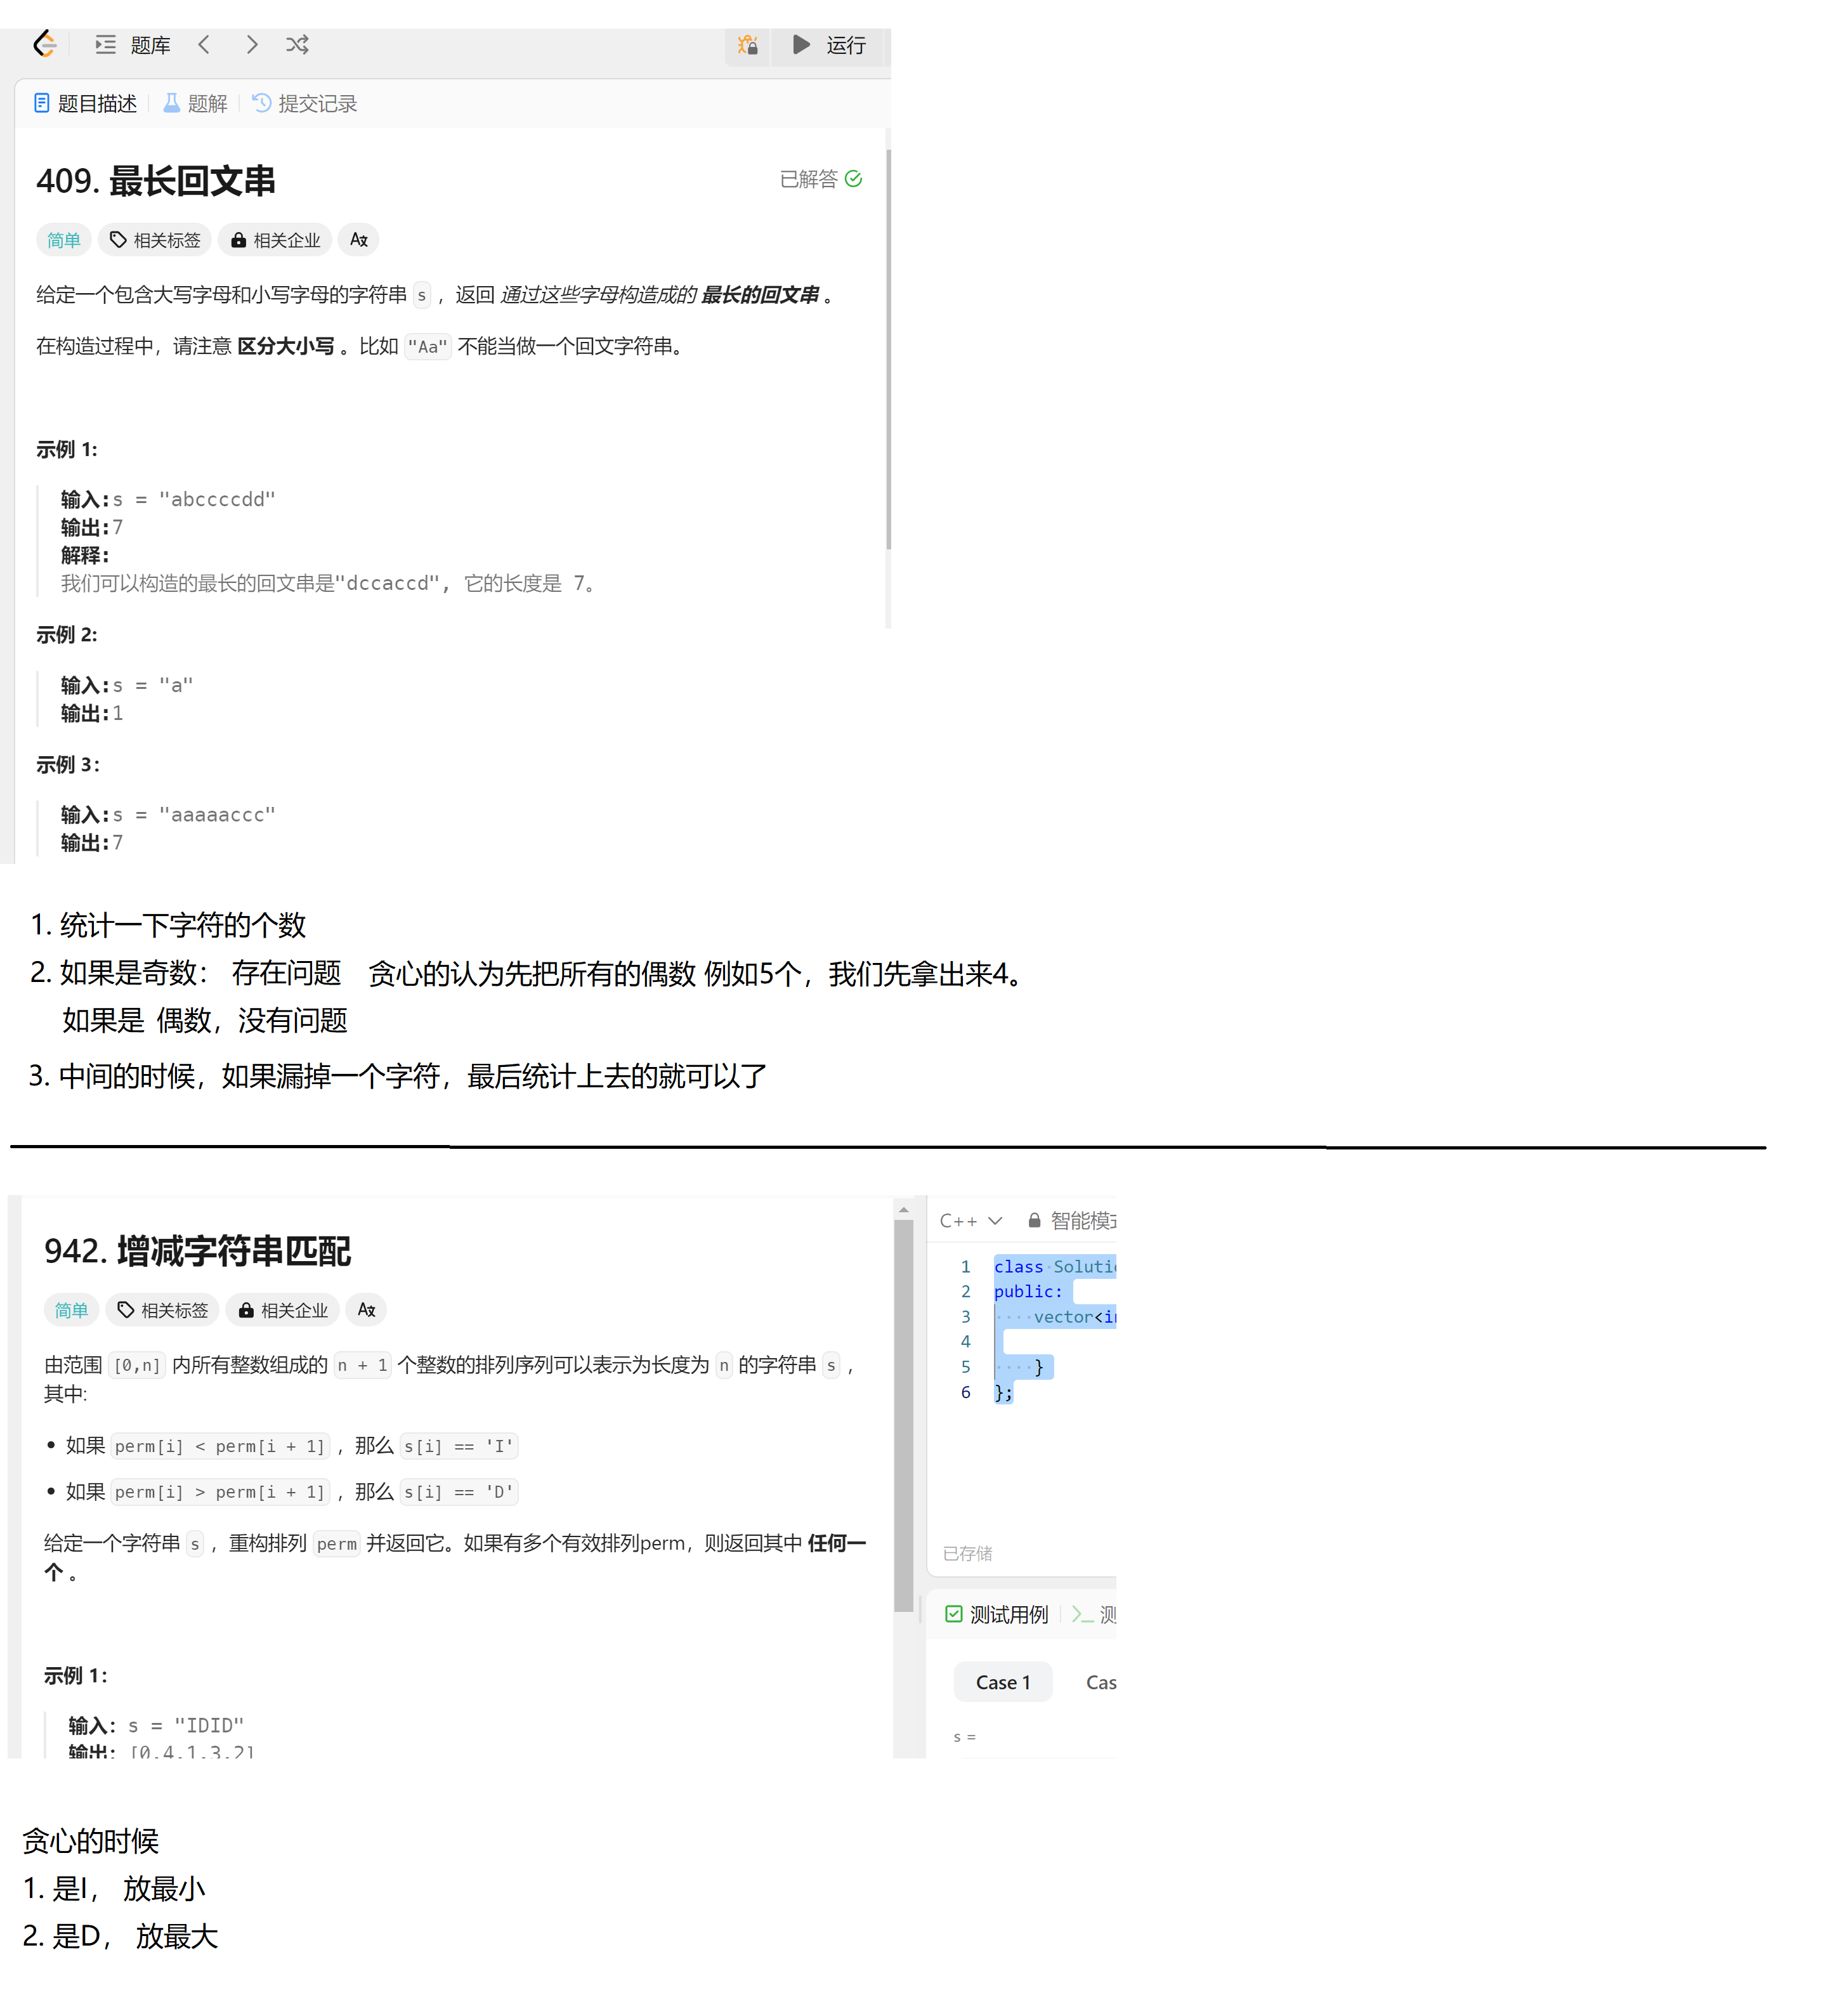 题库
运行
题目描述
题解
提交记录
409. 最长回文串
已解答
简单
相关标签
相关企业
给定一个包含大写字母和小写字母的字符串 s ，返回 通过这些字母构造成的 最长的回文串 。
在构造过程中，请注意 区分大小写 。比如 "Aa" 不能当做一个回文字符串。
示例 1:
输入:s = "abccccdd"
输出:7
解释:
我们可以构造的最长的回文串是"dccaccd", 它的长度是 7。
示例 2:
输入:s = "a"
输出:1
示例 3：
输入:s = "aaaaaccc"
输出:7
1. 统计一下字符的个数
2. 如果是奇数： 存在问题 贪心的认为先把所有的偶数 例如5个，我们先拿出来4。
如果是 偶数，没有问题
3. 中间的时候，如果漏掉一个字符，最后统计上去的就可以了
942. 增减字符串匹配
简单
相关标签
相关企业
由范围 [0,n] 内所有整数组成的 n + 1 个整数的排列序列可以表示为长度为 n 的字符串 s ，
其中:
• 如果 perm[i] < perm[i + 1] ，那么 s[i] == 'I'
• 如果 perm[i] > perm[i + 1] ，那么 s[i] == 'D'
给定一个字符串 s ，重构排列 perm 并返回它。如果有多个有效排列perm，则返回其中 任何一
个 。
示例 1：
输入：s = "IDID"
输出：[0,4,1,3,2]
C++
智能模式
1 class Solutio
2 public:
3 vector<in
4
5 }
6 };
已存储
测试用例
测
Case 1
Cas
s =
贪心的时候
1. 是I， 放最小
2. 是D， 放最大